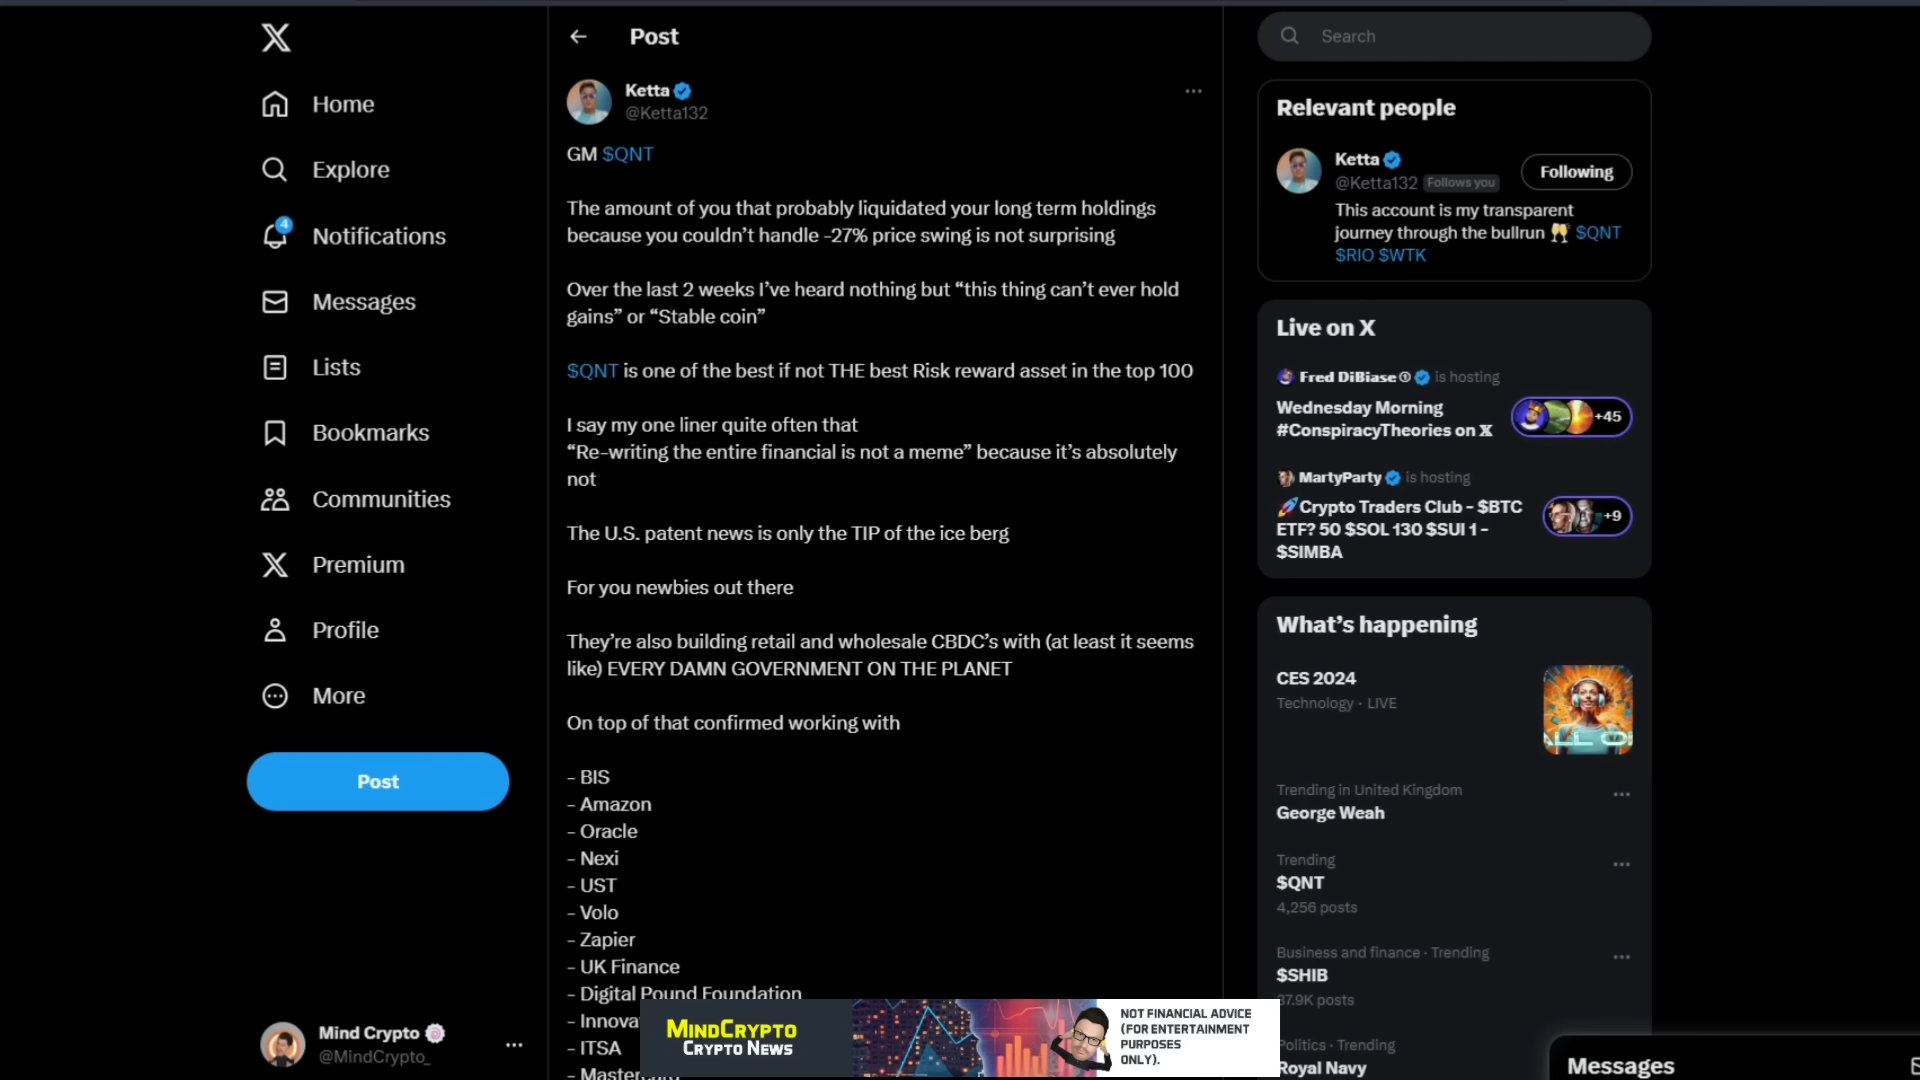 Home
Explore
4
Notifications
Messages
Lists
Bookmarks
Communities
Premium
Profile
More
Post
Mind Crypto
@MindCrypto_
Post
Ketta
@Ketta132
GM $QNT
The amount of you that probably liquidated your long term holdings
because you couldn’t handle -27% price swing is not surprising
Over the last 2 weeks I’ve heard nothing but “this thing can’t ever hold
gains” or “Stable coin”
$QNT is one of the best if not THE best Risk reward asset in the top 100
I say my one liner quite often that
“Re-writing the entire financial is not a meme” because it’s absolutely
not
The U.S. patent news is only the TIP of the ice berg
For you newbies out there
They’re also building retail and wholesale CBDC’s with (at least it seems
like) EVERY DAMN GOVERNMENT ON THE PLANET
On top of that confirmed working with
- BIS
- Amazon
- Oracle
- Nexi
- UST
- Volo
- Zapier
- UK Finance
- Digital Pound Foundation
- Innova
- ITSA
- Mastercard
MINDCRYPTO
CRYPTO NEWS
NOT FINANCIAL ADVICE
(FOR ENTERTAINMENT
PURPOSES
ONLY).
Search
Relevant people
Ketta
@Ketta132 Follows you
Following
This account is my transparent
journey through the bullrun 🥂 $QNT
$RIO $WTK
Live on X
Fred DiBiase is hosting
Wednesday Morning
#ConspiracyTheories on 𝕏
+45
MartyParty is hosting
🚀Crypto Traders Club - $BTC
ETF? 50 $SOL 130 $SUI 1 -
$SIMBA
+9
What’s happening
CES 2024
Technology · LIVE
Trending in United Kingdom
George Weah
Trending
$QNT
4,256 posts
Business and finance · Trending
$SHIB
37.9K posts
Politics · Trending
Royal Navy
Messages